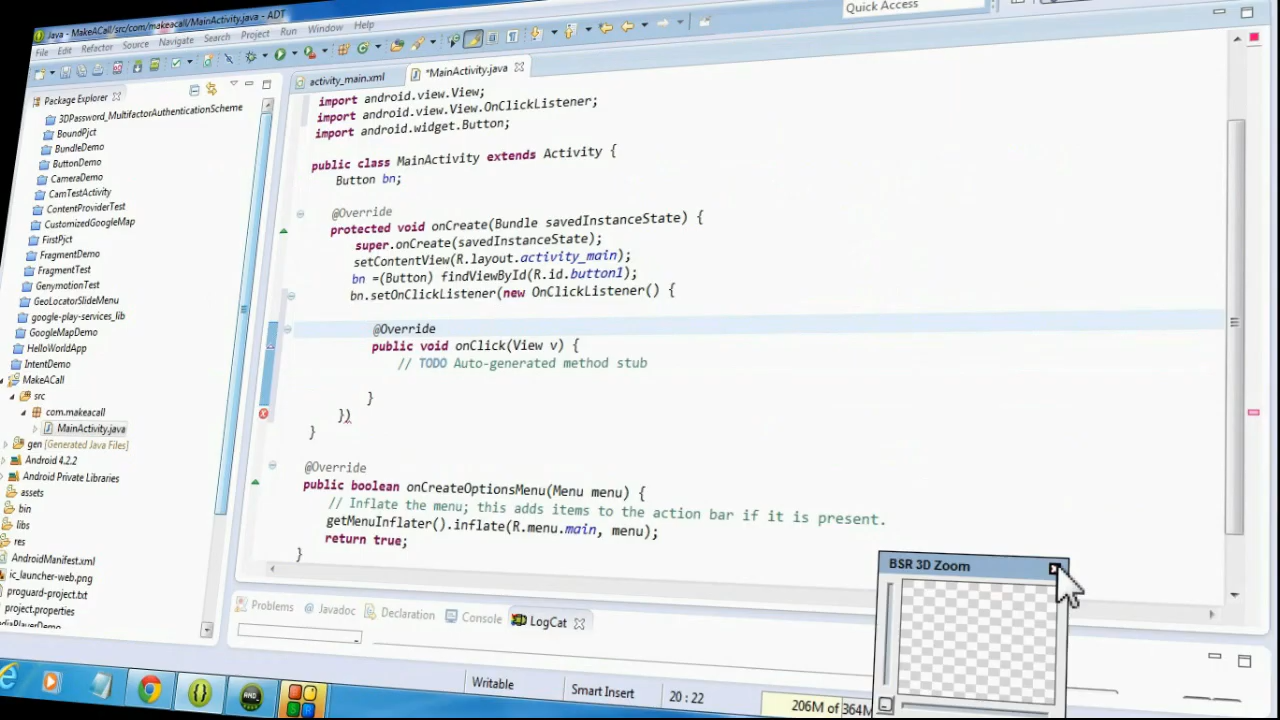 Java - MakeACall/src/com/makeacall/MainActivity.java - ADT
File Edit Refactor Source Navigate Search Project Run Window Help
Quick Access
Package Explorer
activity_main.xml
*MainActivity.java
3DPassword_MultifactorAuthenticationScheme
BoundPjct
BundleDemo
ButtonDemo
CameraDemo
CamTestActivity
ContentProviderTest
CustomizedGoogleMap
FirstPjct
FragmentDemo
FragmentTest
GenymotionTest
GeoLocatorSlideMenu
google-play-services_lib
GoogleMapDemo
HelloWorldApp
IntentDemo
MakeACall
src
com.makeacall
MainActivity.java
gen [Generated Java Files]
Android 4.2.2
Android Private Libraries
assets
bin
libs
res
AndroidManifest.xml
ic_launcher-web.png
proguard-project.txt
project.properties
import android.view.View;
import android.view.View.OnClickListener;
import android.widget.Button;
public class MainActivity extends Activity {
Button bn;
@Override
protected void onCreate(Bundle savedInstanceState) {
super.onCreate(savedInstanceState);
setContentView(R.layout.activity_main);
bn =(Button) findViewById(R.id.button1);
bn.setOnClickListener(new OnClickListener() {
@Override
public void onClick(View v) {
// TODO Auto-generated method stub
}
})
}
@Override
public boolean onCreateOptionsMenu(Menu menu) {
// Inflate the menu; this adds items to the action bar if it is present.
getMenuInflater().inflate(R.menu.main, menu);
return true;
}
BSR 3D Zoom
Problems
Javadoc
Declaration
Console
LogCat
Writable
Smart Insert
20 : 22
206M of 364M